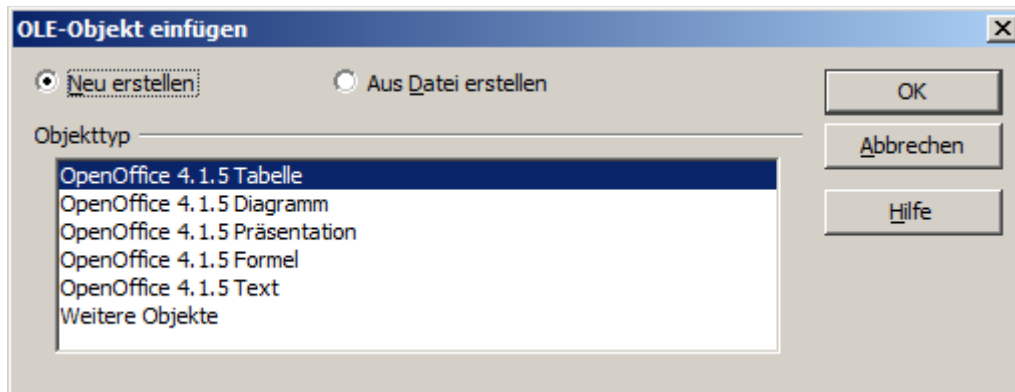 OLE-Objekt einfügen
Neu erstellen
Aus Datei erstellen
OK
Objekttyp
Abbrechen
OpenOffice 4.1.5 Tabelle
OpenOffice 4.1.5 Diagramm
Hilfe
OpenOffice 4.1.5 Präsentation
OpenOffice 4.1.5 Formel
OpenOffice 4.1.5 Text
Weitere Objekte